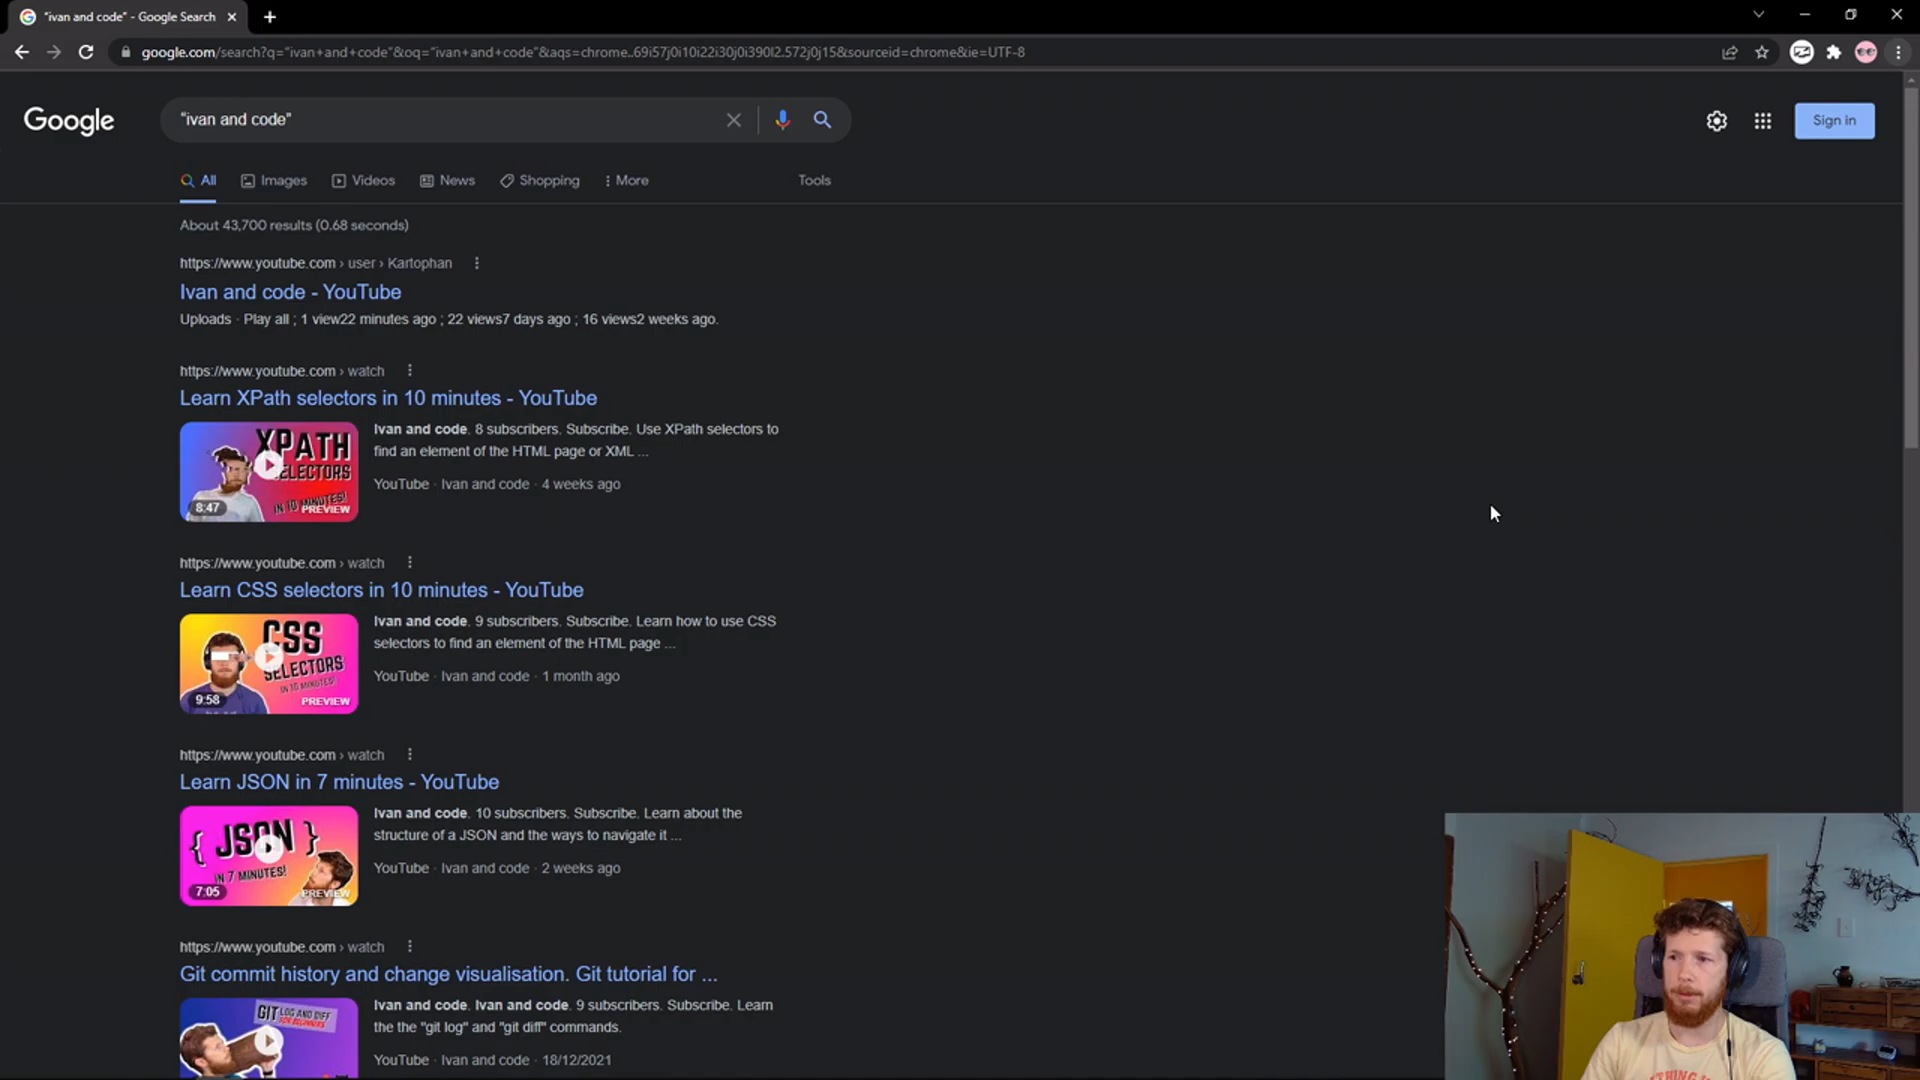 "ivan and code" - Google Search
google.com/search?q="ivan+and+code"&oq="ivan+and+code"&aqs=chrome..69i57j0i10i22i30j0i390l2.572j0j15&sourceid=chrome&ie=UTF-8
Google
"ivan and code"
Sign in
All
Images
Videos
News
Shopping
More
Tools
About 43,700 results (0.68 seconds)
https://www.youtube.com › user › Kartophan
Ivan and code - YouTube
Uploads · Play all ; 1 view22 minutes ago ; 22 views7 days ago ; 16 views2 weeks ago.
https://www.youtube.com › watch
Learn XPath selectors in 10 minutes - YouTube
XPATH
SELECTORS
IN 10 MINUTES!
8:47
PREVIEW
Ivan and code. 8 subscribers. Subscribe. Use XPath selectors to
find an element of the HTML page or XML ...
YouTube · Ivan and code · 4 weeks ago
https://www.youtube.com › watch
Learn CSS selectors in 10 minutes - YouTube
CSS
SELECTORS
IN 10 MINUTES!
9:58
PREVIEW
Ivan and code. 9 subscribers. Subscribe. Learn how to use CSS
selectors to find an element of the HTML page ...
YouTube · Ivan and code · 1 month ago
https://www.youtube.com › watch
Learn JSON in 7 minutes - YouTube
{ JSON }
IN 7 MINUTES!
7:05
PREVIEW
Ivan and code. 10 subscribers. Subscribe. Learn about the
structure of a JSON and the ways to navigate it ...
YouTube · Ivan and code · 2 weeks ago
https://www.youtube.com › watch
Git commit history and change visualisation. Git tutorial for ...
GIT LOG AND DIFF
FOR BEGINNERS
Ivan and code. Ivan and code. 9 subscribers. Subscribe. Learn
the the "git log" and "git diff" commands.
YouTube · Ivan and code · 18/12/2021